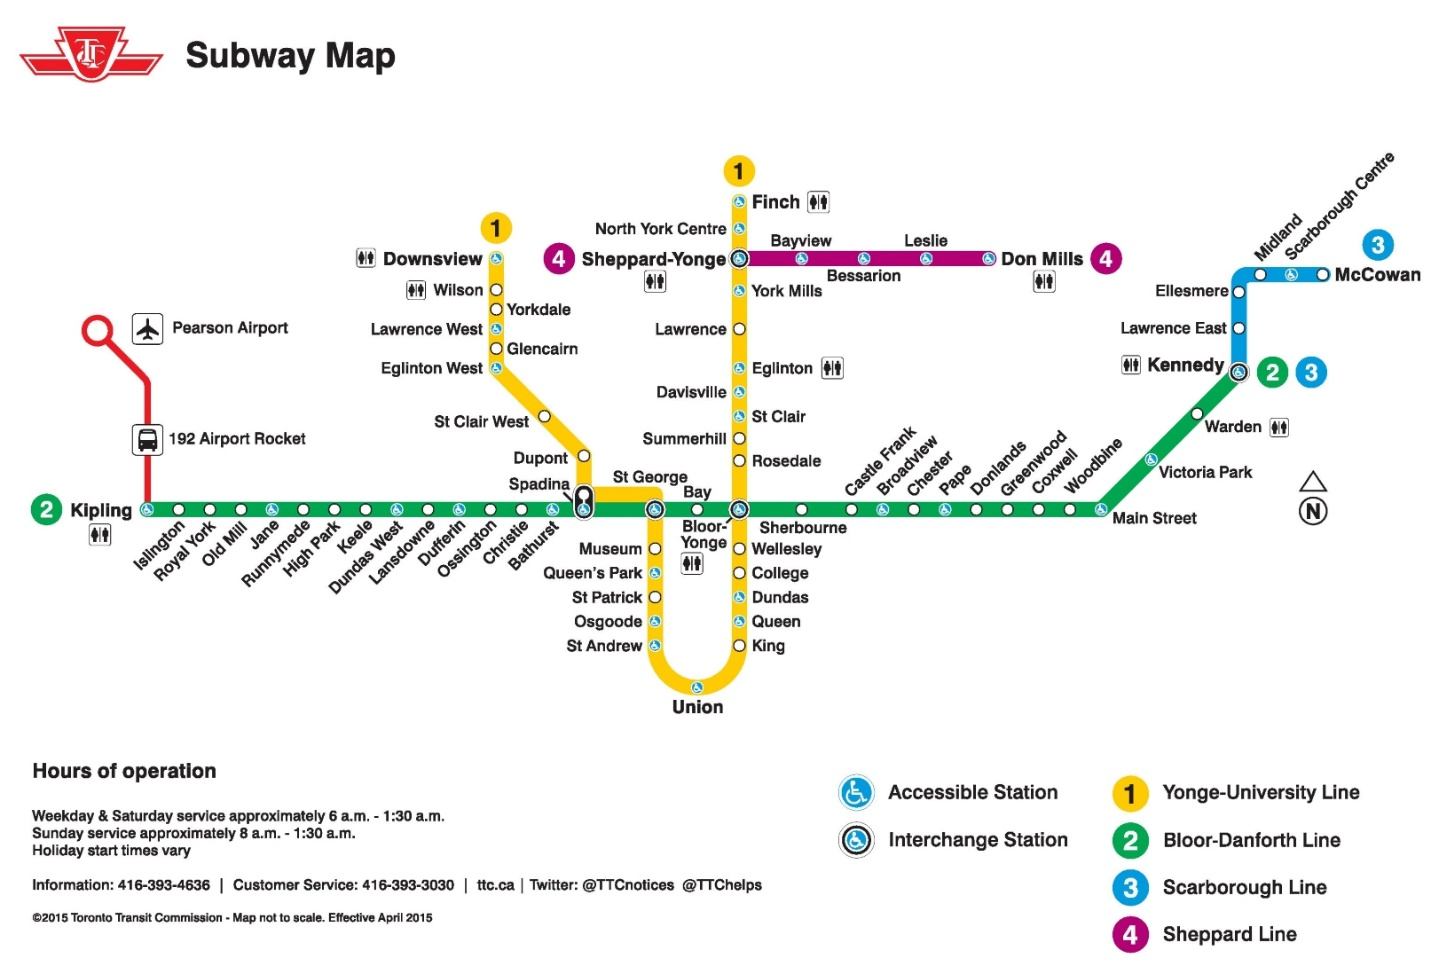 TTC
Subway Map
1
Finch
North York Centre
1
Bayview
Leslie
4
Sheppard-Yonge
Don Mills
4
Bessarion
Downsview
Wilson
Yorkdale
Lawrence West
Glencairn
Eglinton West
St Clair West
Dupont
Spadina
St George
York Mills
Lawrence
Eglinton
Davisville
St Clair
Summerhill
Rosedale
Bay
Bloor-
Yonge
Midland
Scarborough Centre
3
McCowan
Ellesmere
Lawrence East
Kennedy
2
3
Warden
Victoria Park
Main Street
Pearson Airport
192 Airport Rocket
2
Kipling
Islington
Royal York
Old Mill
Jane
Runnymede
High Park
Keele
Dundas West
Lansdowne
Dufferin
Ossington
Christie
Bathurst
Sherbourne
Castle Frank
Broadview
Chester
Pape
Donlands
Greenwood
Coxwell
Woodbine
N
Museum
Queen's Park
St Patrick
Osgoode
St Andrew
Wellesley
College
Dundas
Queen
King
Union
Hours of operation
Weekday & Saturday service approximately 6 a.m. - 1:30 a.m.
Sunday service approximately 8 a.m. - 1:30 a.m.
Holiday start times vary
Information: 416-393-4636 | Customer Service: 416-393-3030 | ttc.ca | Twitter: @TTCnotices @TTChelps
©2015 Toronto Transit Commission - Map not to scale. Effective April 2015
Accessible Station
Interchange Station
1 Yonge-University Line
2 Bloor-Danforth Line
3 Scarborough Line
4 Sheppard Line